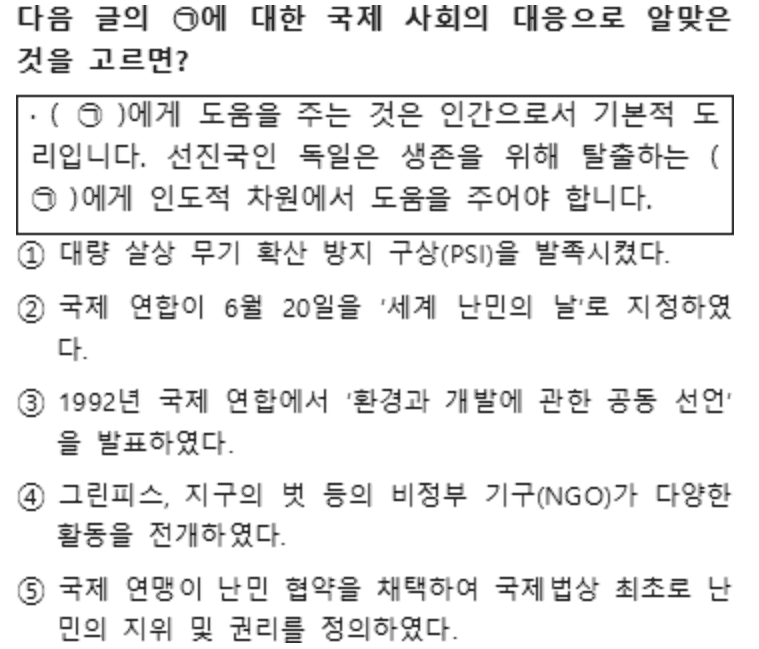 다음 글의 ㉠에 대한 국제 사회의 대응으로 알맞은
것을 고르면?
· ( ㉠ )에게 도움을 주는 것은 인간으로서 기본적 도
리입니다. 선진국인 독일은 생존을 위해 탈출하는 (
㉠ )에게 인도적 차원에서 도움을 주어야 합니다.
① 대량 살상 무기 확산 방지 구상(PSI)을 발족시켰다.
② 국제 연합이 6월 20일을 '세계 난민의 날'로 지정하였
다.
③ 1992년 국제 연합에서 '환경과 개발에 관한 공동 선언'
을 발표하였다.
④ 그린피스, 지구의 벗 등의 비정부 기구(NGO)가 다양한
활동을 전개하였다.
⑤ 국제 연맹이 난민 협약을 채택하여 국제법상 최초로 난
민의 지위 및 권리를 정의하였다.